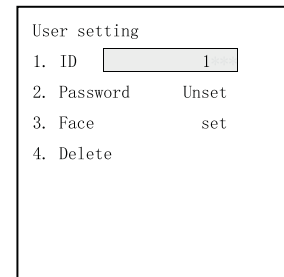 User setting
1. ID 1
2. Password Unset
3. Face set
4. Delete